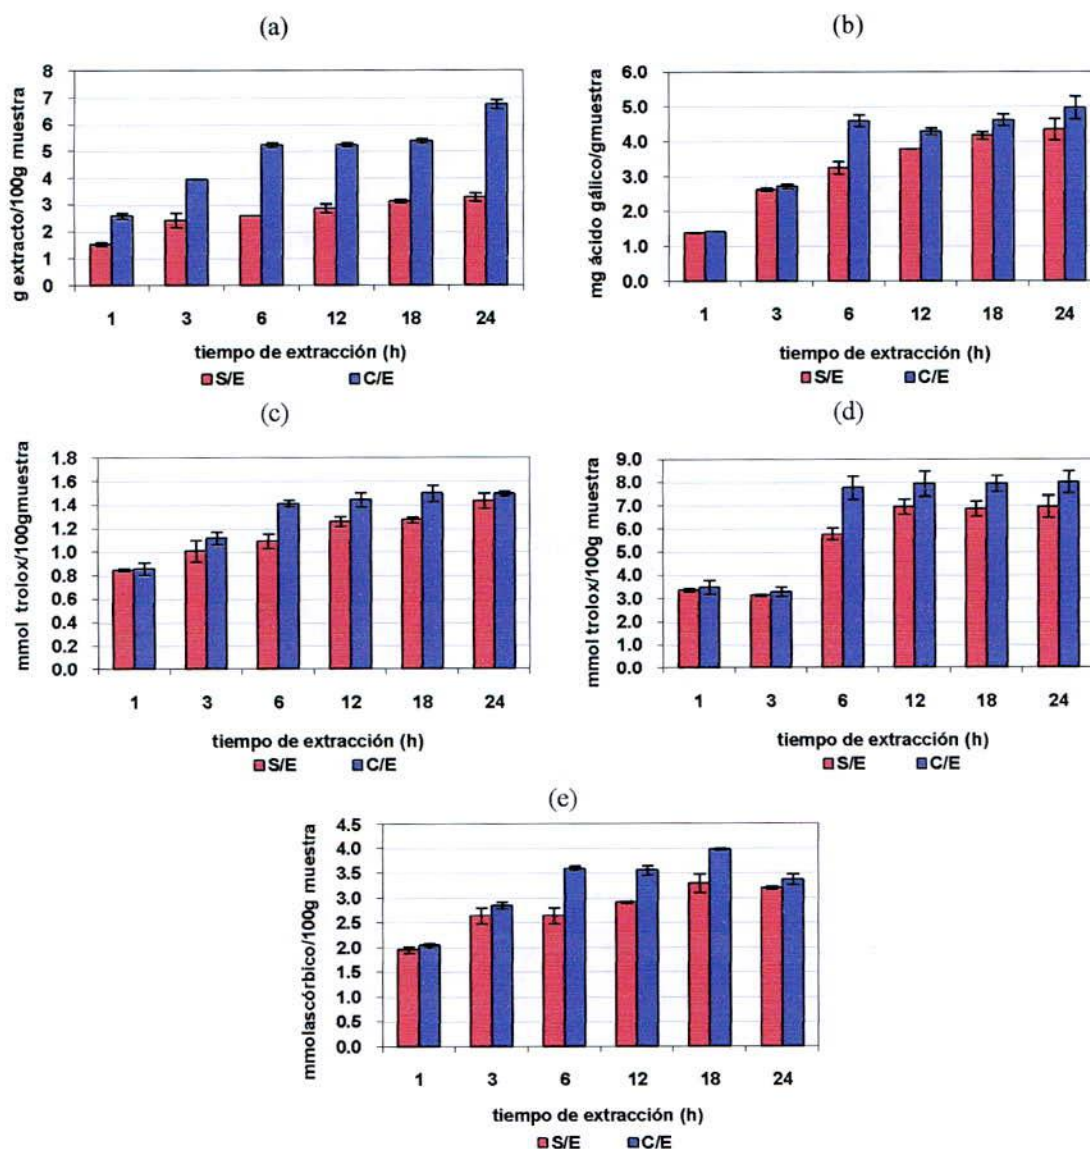 (a)
g extracto/100g muestra
8
7
6
5
4
3
2
1
0
1 3 6 12 18 24
tiempo de extracción (h)
S/E C/E
(b)
mg ácido gálico/gmuestra
6.0
5.0
4.0
3.0
2.0
1.0
0.0
1 3 6 12 18 24
tiempo de extracción (h)
S/E C/E
(c)
mmol trolox/100gmuestra
1.8
1.6
1.4
1.2
1.0
0.8
0.6
0.4
0.2
0.0
1 3 6 12 18 24
tiempo de extracción (h)
S/E C/E
(d)
mmol trolox/100g muestra
9.0
8.0
7.0
6.0
5.0
4.0
3.0
2.0
1.0
0.0
1 3 6 12 18 24
tiempo de extracción (h)
S/E C/E
(e)
mmolascórbico/100g muestra
4.5
4.0
3.5
3.0
2.5
2.0
1.5
1.0
0.5
0.0
1 3 6 12 18 24
tiempo de extracción (h)
S/E C/E